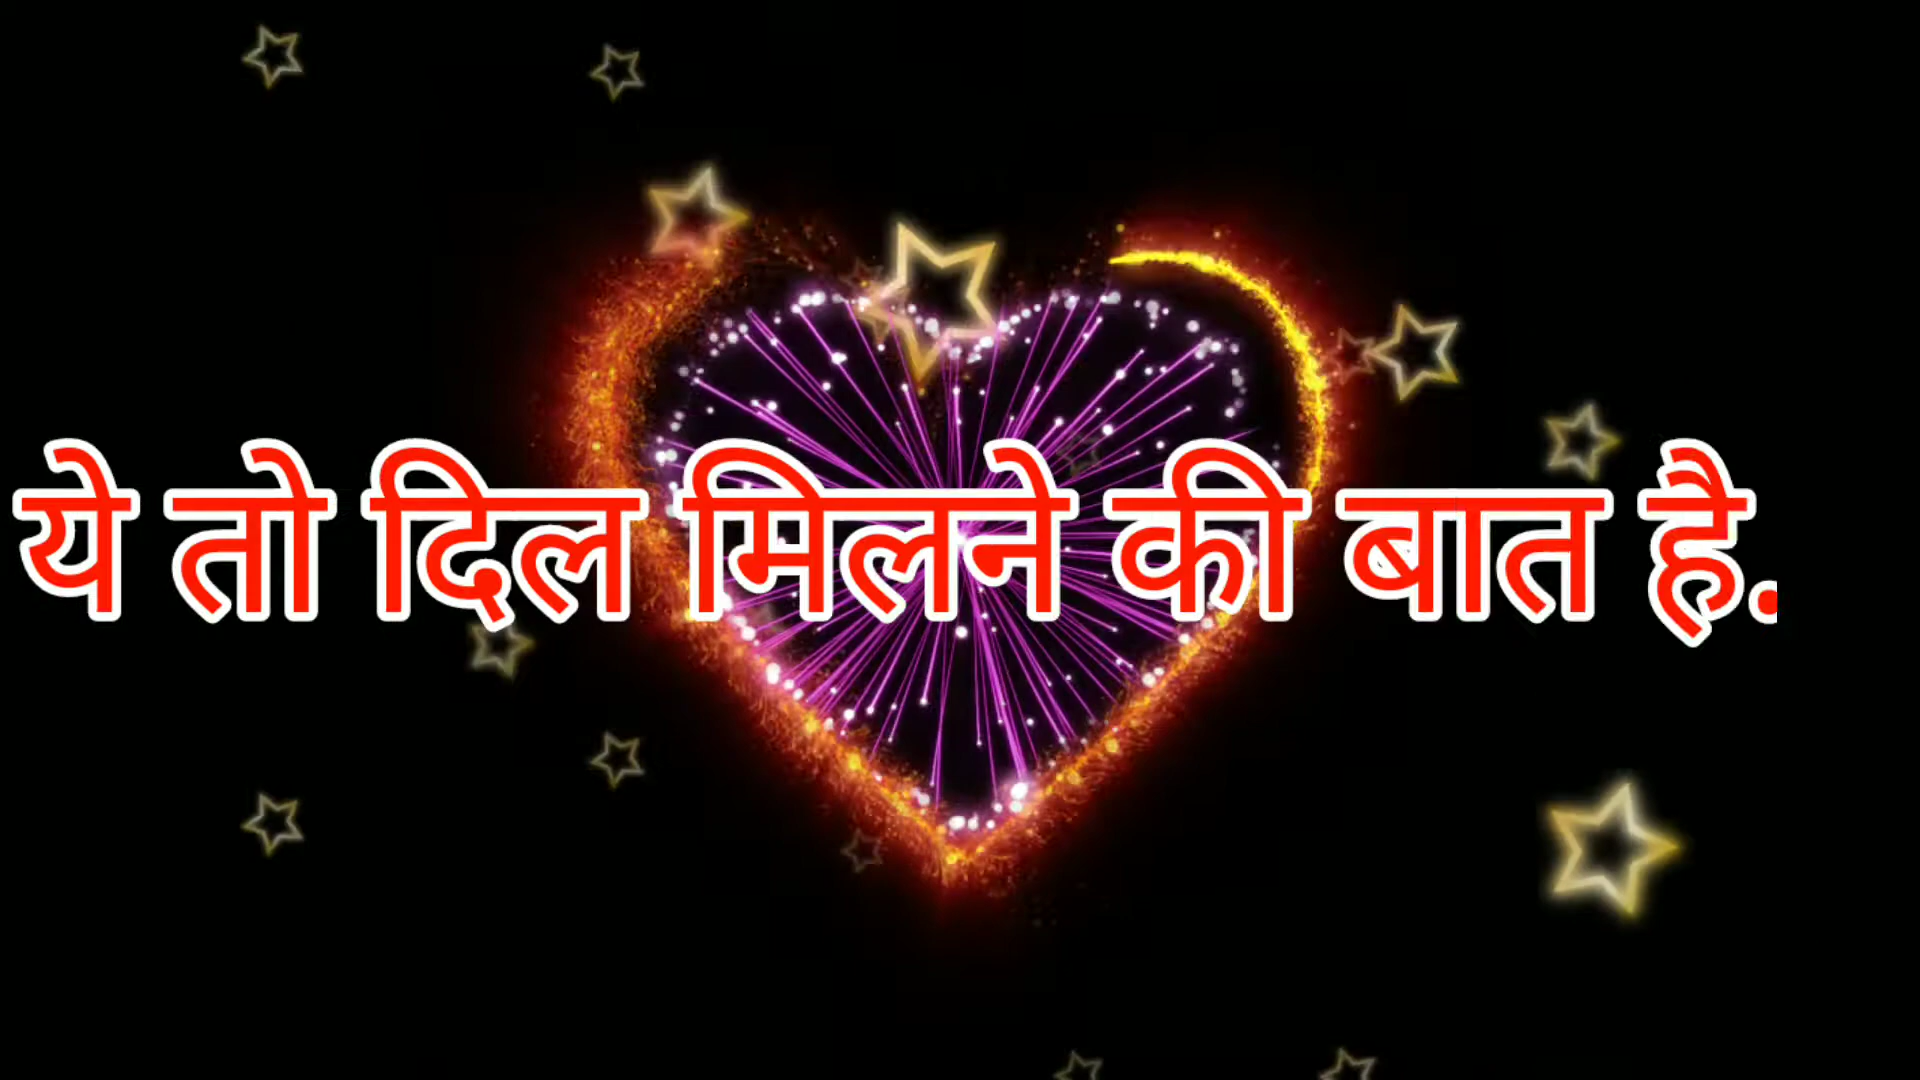 ये तो दिल मिलने की बात है.